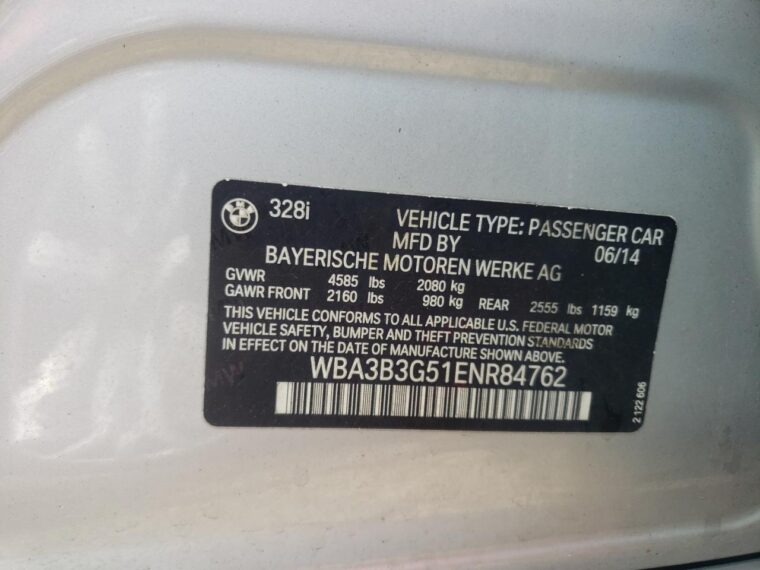 BMW 328i VEHICLE TYPE: PASSENGER CAR
MFD BY 06/14
BAYERISCHE MOTOREN WERKE AG
GVWR 4585 lbs 2080 kg
GAWR FRONT 2160 lbs 980 kg REAR 2555 lbs 1159 kg
THIS VEHICLE CONFORMS TO ALL APPLICABLE U.S. FEDERAL MOTOR
VEHICLE SAFETY, BUMPER AND THEFT PREVENTION STANDARDS
IN EFFECT ON THE DATE OF MANUFACTURE SHOWN ABOVE.
WBA3B3G51ENR84762
2 122 606